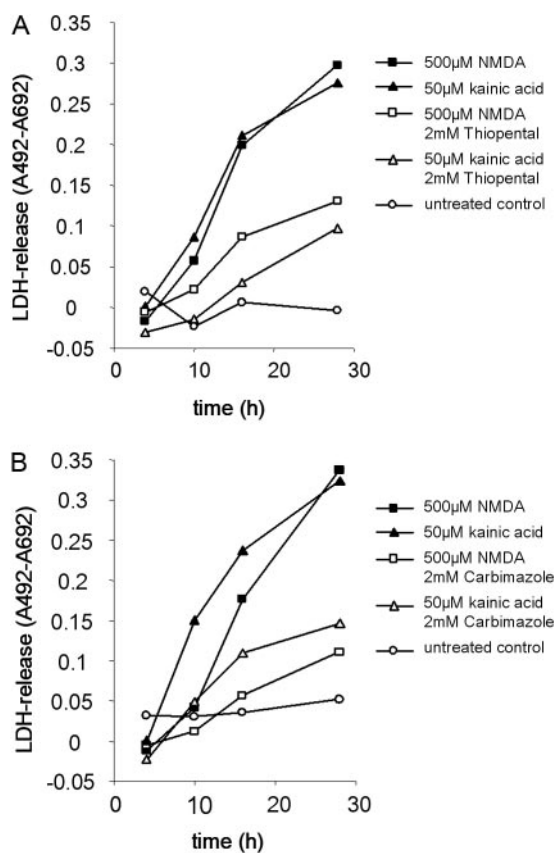 A
LDH-release (A492-A692)
0.35
0.3
0.25
0.2
0.15
0.1
0.05
0
-0.05
0 10 20 30
time (h)
500µM NMDA
50µM kainic acid
500µM NMDA
2mM Thiopental
50µM kainic acid
2mM Thiopental
untreated control
B
LDH-release (A492-A692)
0.35
0.3
0.25
0.2
0.15
0.1
0.05
0
-0.05
0 10 20 30
time (h)
500µM NMDA
50µM kainic acid
500µM NMDA
2mM Carbimazole
50µM kainic acid
2mM Carbimazole
untreated control